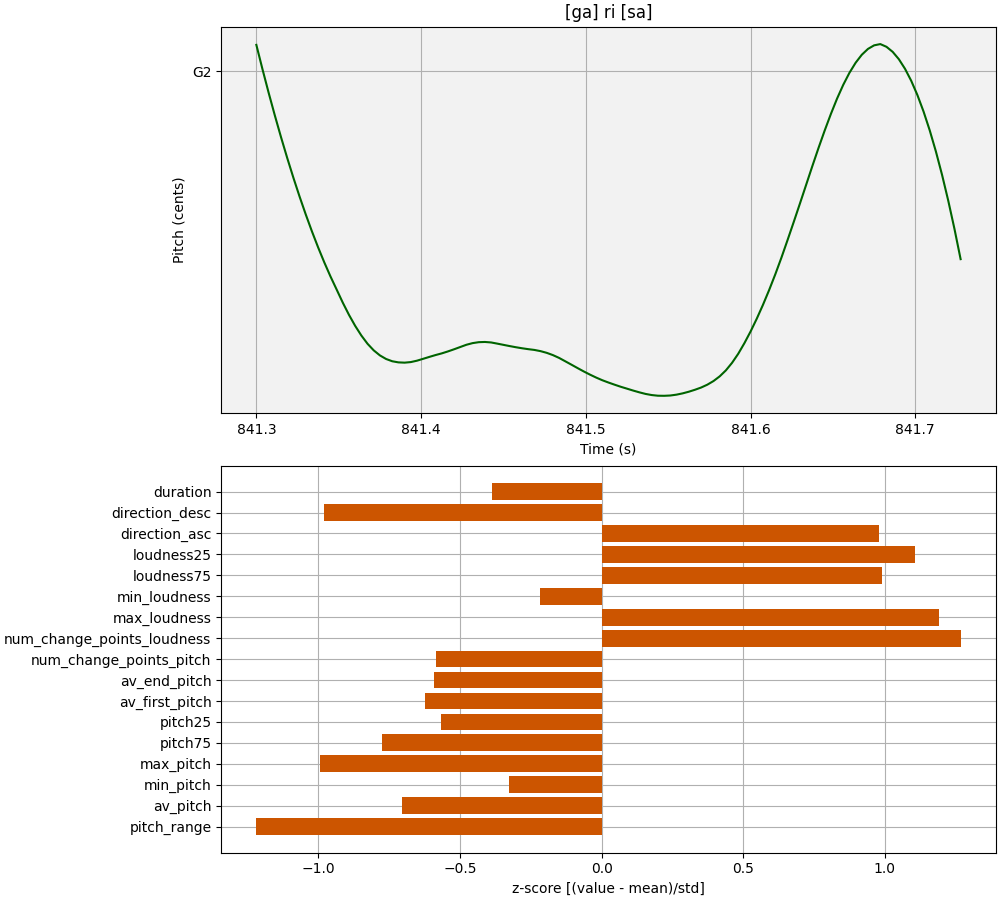 [ga] ri [sa]
G2
Pitch (cents)
841.3 841.4 841.5 841.6 841.7
Time (s)
duration
direction_desc
direction_asc
loudness25
loudness75
min_loudness
max_loudness
num_change_points_loudness
num_change_points_pitch
av_end_pitch
av_first_pitch
pitch25
pitch75
max_pitch
min_pitch
av_pitch
pitch_range
−1.0 −0.5 0.0 0.5 1.0
z-score [(value - mean)/std]